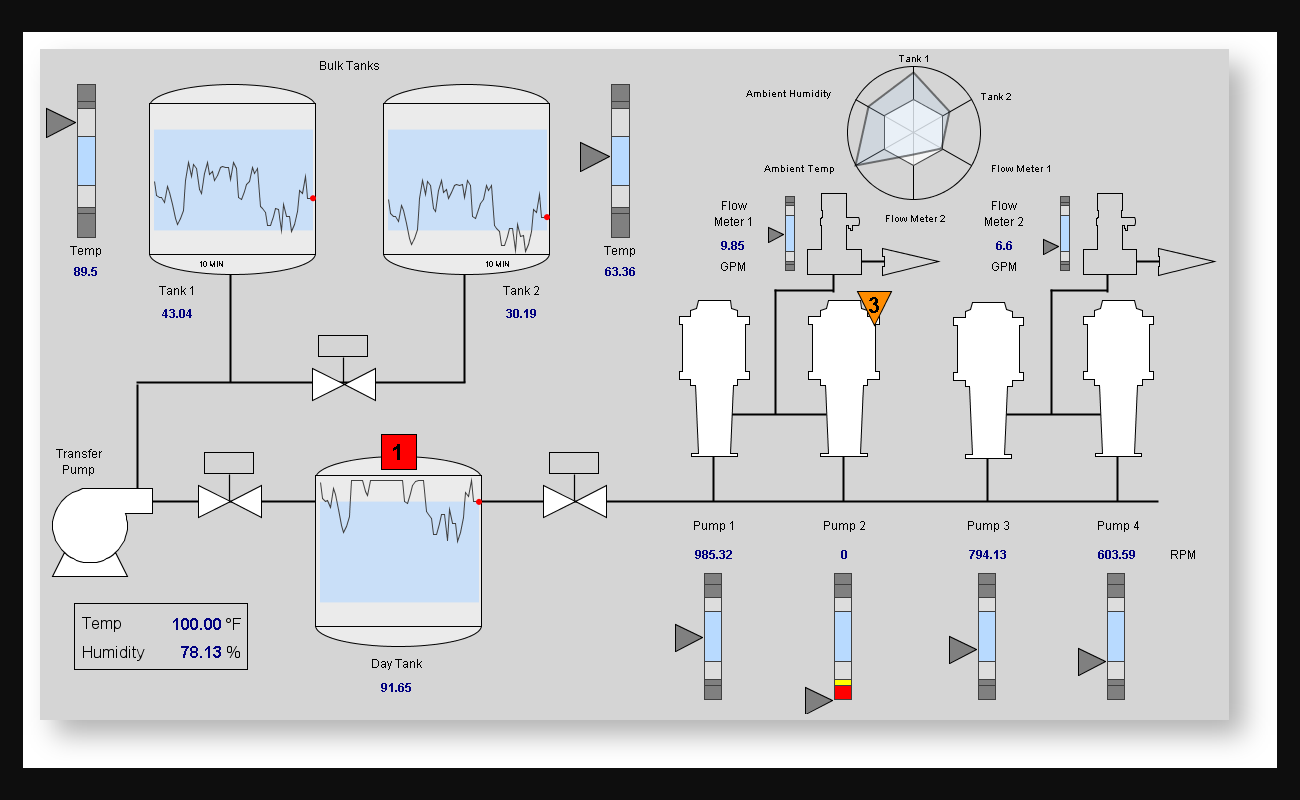 Bulk Tanks
Temp
89.5
10 MIN
Tank 1
43.04
10 MIN
Tank 2
30.19
Temp
63.36
Tank 1
Tank 2
Ambient Humidity
Ambient Temp
Flow Meter 1
Flow Meter 2
Flow
Meter 1
9.85
GPM
Flow
Meter 2
6.6
GPM
3
Transfer
Pump
1
Day Tank
91.65
Temp 100.00 °F
Humidity 78.13 %
Pump 1
Pump 2
Pump 3
Pump 4
985.32
0
794.13
603.59
RPM